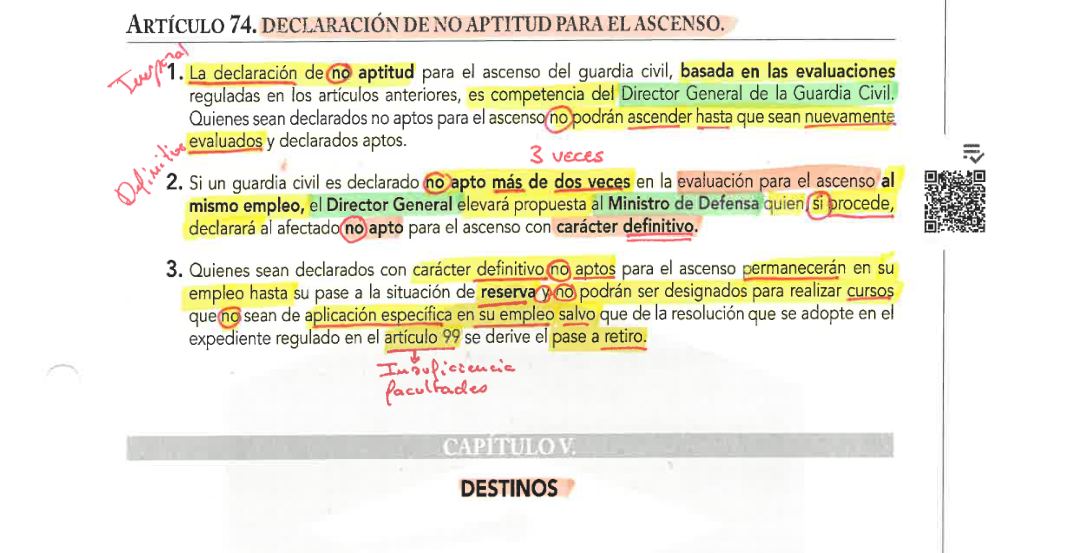 ARTÍCULO 74. DECLARACIÓN DE NO APTITUD PARA EL ASCENSO.
Temporal
1. La declaración de no aptitud para el ascenso del guardia civil, basada en las evaluaciones
reguladas en los artículos anteriores, es competencia del Director General de la Guardia Civil.
Quienes sean declarados no aptos para el ascenso no podrán ascender hasta que sean nuevamente
evaluados y declarados aptos.
3 veces
Definitivo
2. Si un guardia civil es declarado no apto más de dos veces en la evaluación para el ascenso al
mismo empleo, el Director General elevará propuesta al Ministro de Defensa quien, si procede,
declarará al afectado no apto para el ascenso con carácter definitivo.
3. Quienes sean declarados con carácter definitivo no aptos para el ascenso permanecerán en su
empleo hasta su pase a la situación de reserva y no podrán ser designados para realizar cursos
que no sean de aplicación específica en su empleo salvo que de la resolución que se adopte en el
expediente regulado en el artículo 99 se derive el pase a retiro.
Insuficiencia
facultades
CAPÍTULO V.
DESTINOS